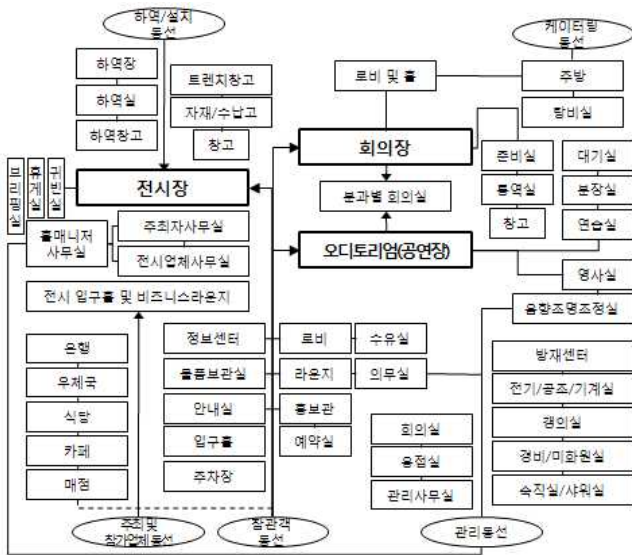 하역/설치
동선
케이터링
동선
하역장
하역실
하역창고
트렌치창고
자재/수납고
창고
로비 및 홀
주방
탕비실
회의장
준비실
통역실
창고
대기실
분장실
연습실
브리핑실
휴게실
귀빈실
전시장
분과별 회의실
홀매니저
사무실
주최자사무실
전시업체사무실
오디토리엄(공연장)
영사실
음향조명조정실
전시 입구홀 및 비즈니스라운지
은행
우체국
식당
카페
매점
정보센터
로비
수유실
물품보관실
라운지
의무실
안내실
홍보관
입구홀
예약실
주차장
회의실
용접실
관리사무실
방재센터
전기/공조/기계실
갱의실
경비/미화원실
숙직실/샤워실
주최 및
참가업체동선
참관객
동선
관리동선